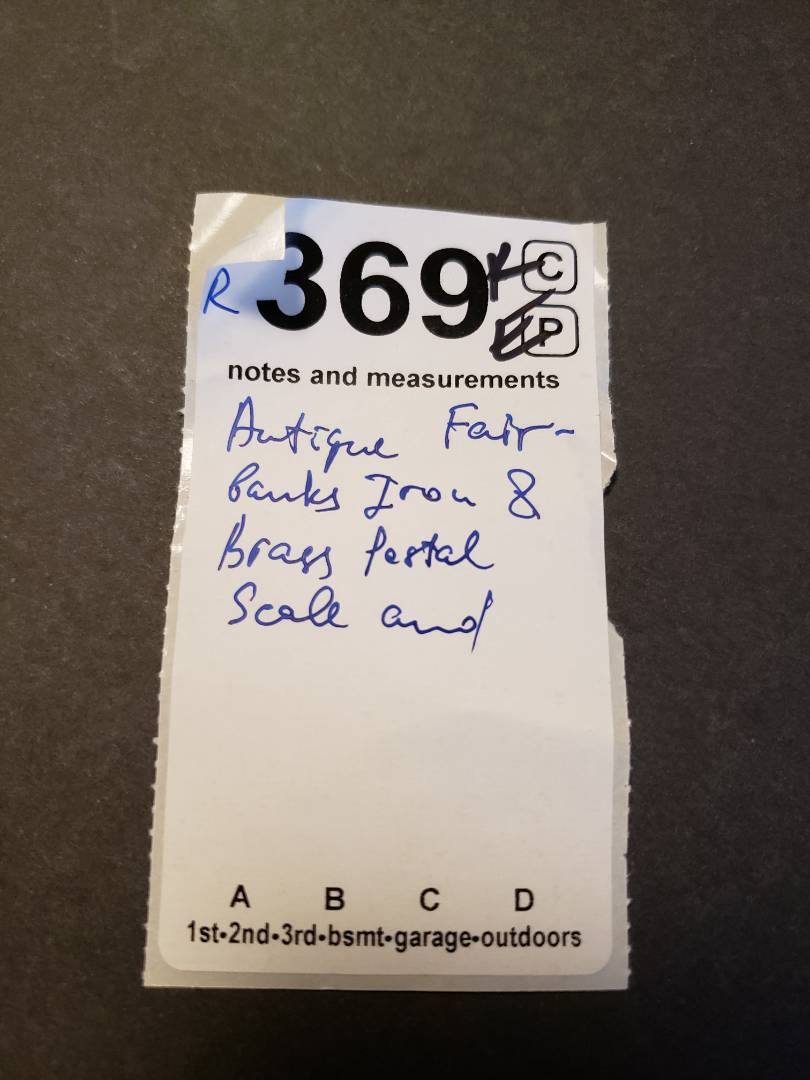 R 369 C
P
notes and measurements
Antique Fair-
banks Iron &
Brass Postal
Scale and
A B C D
1st-2nd-3rd-bsmt-garage-outdoors